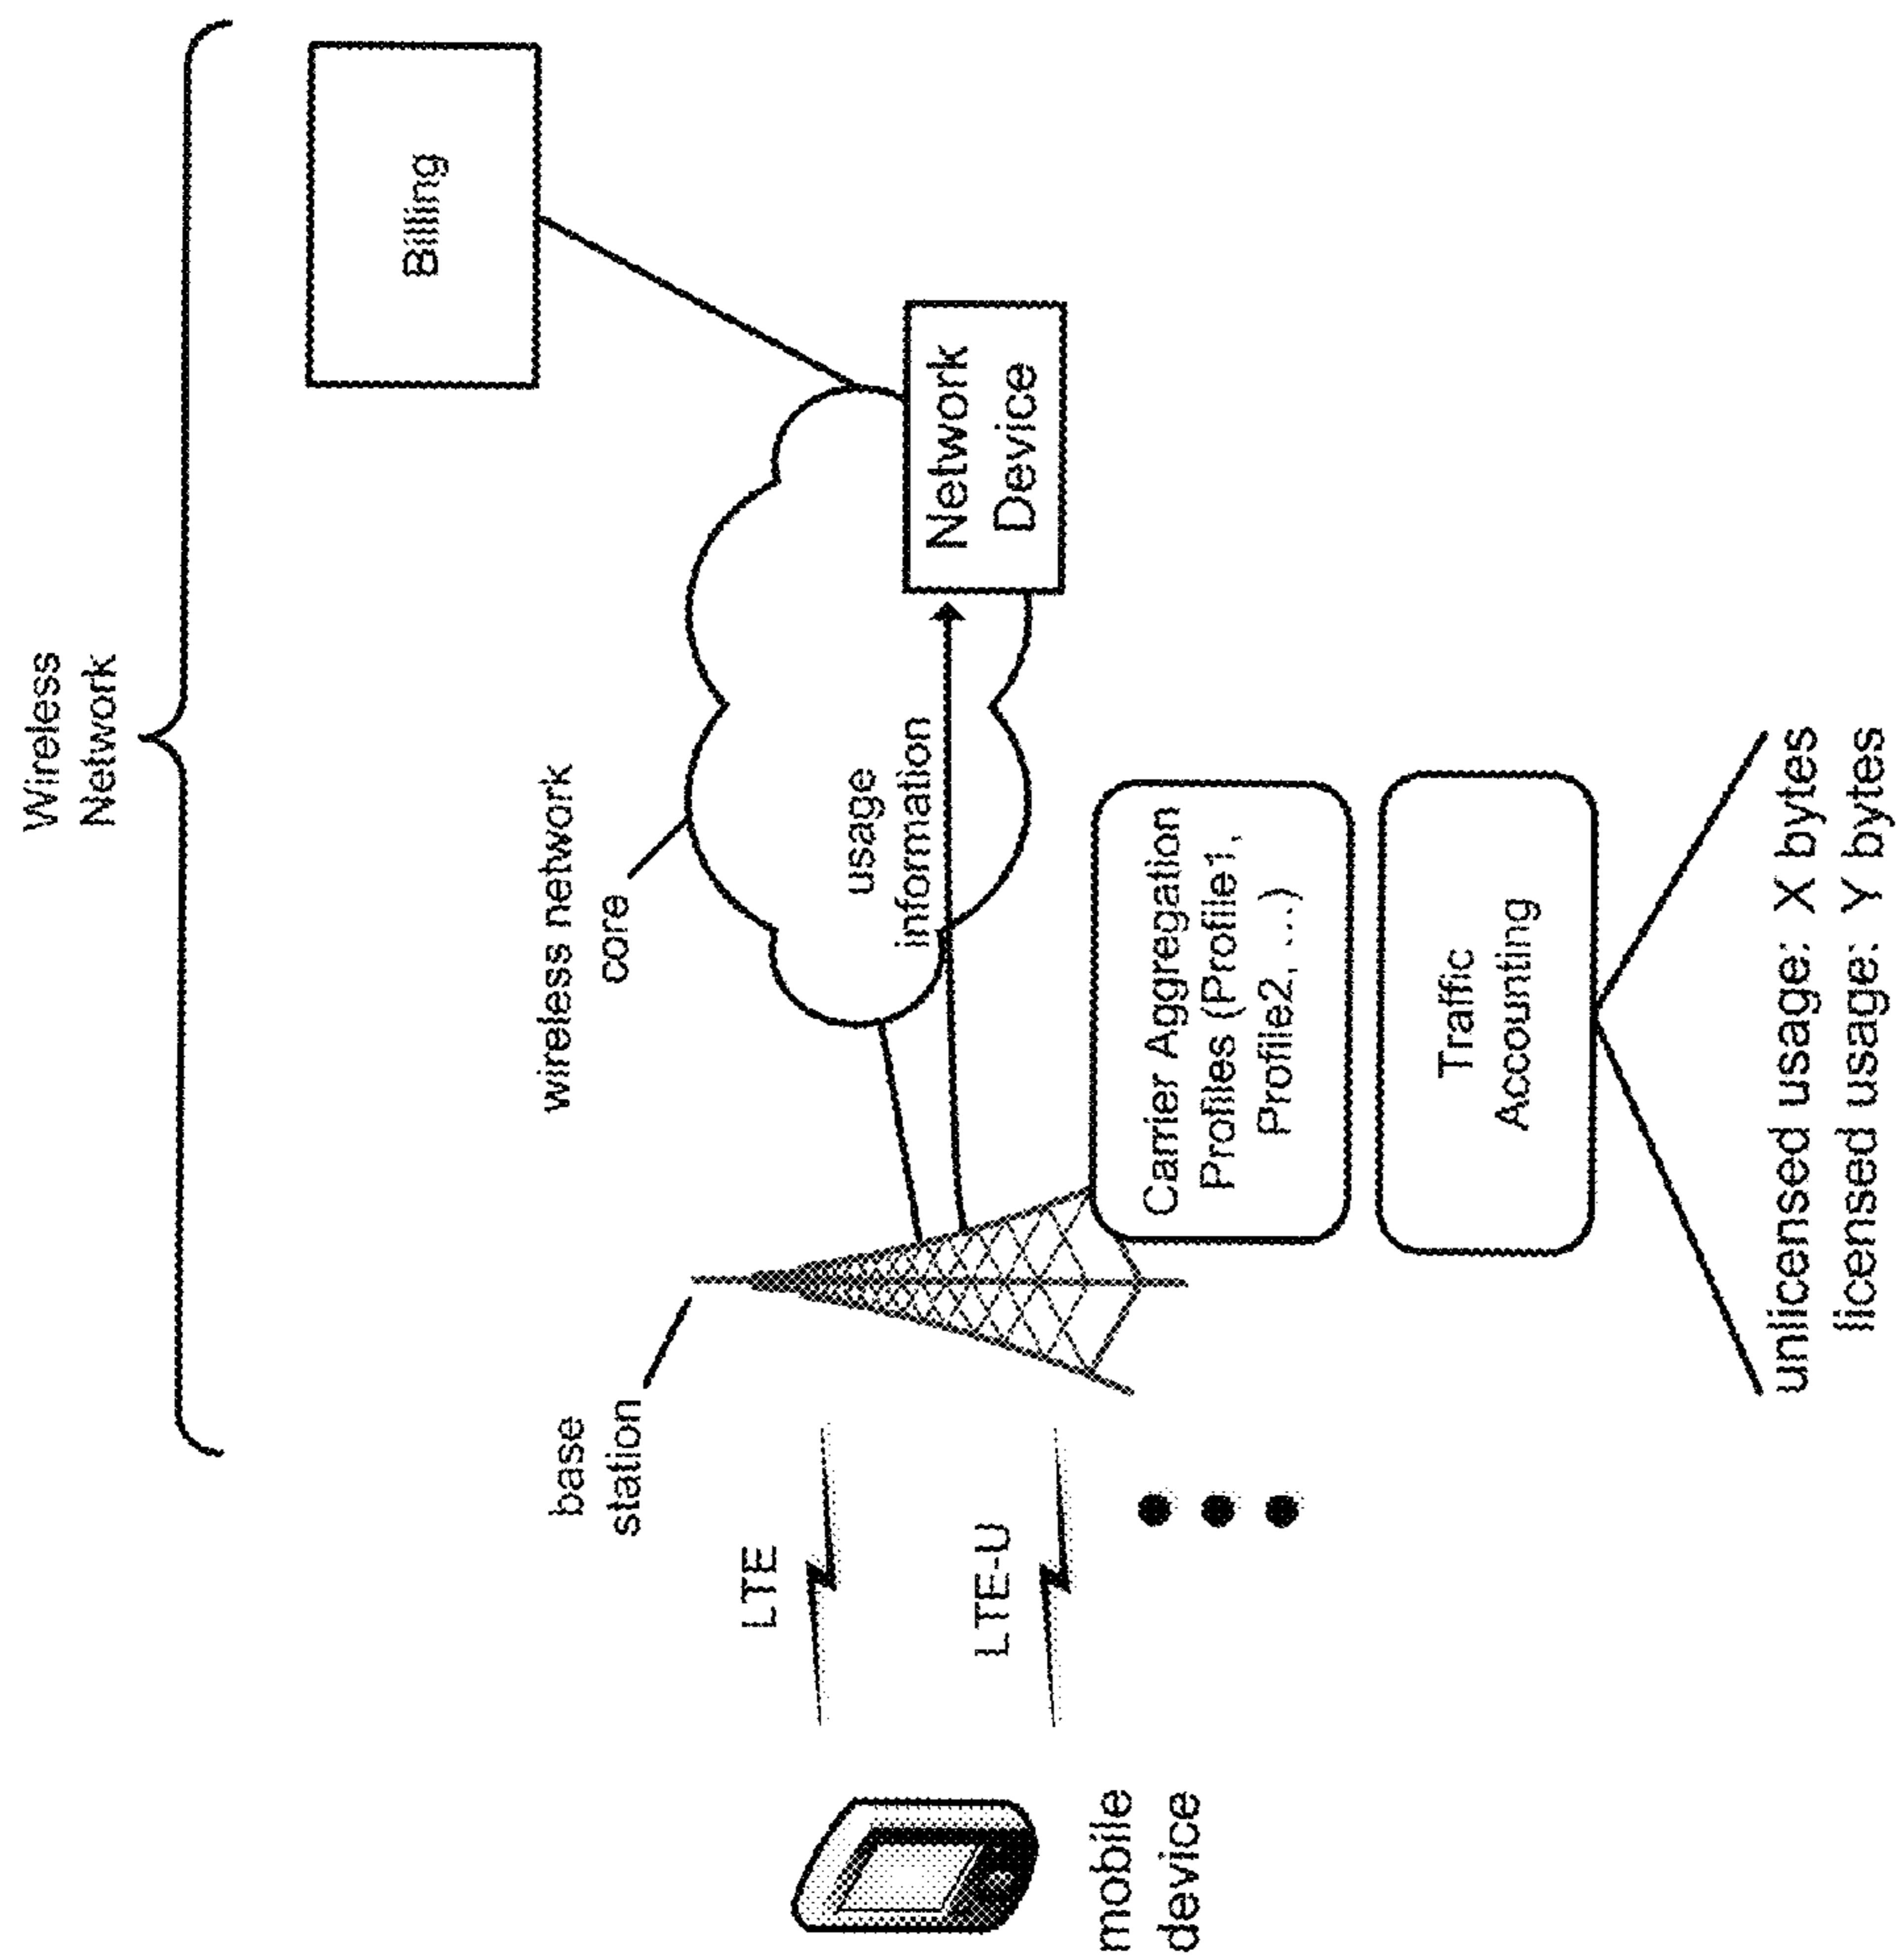 Wireless
Network
Billing
wireless network
core
base
station
LTE
usage
information
Network
Device
LTE-U
mobile
device
Carrier Aggregation
Profiles (Profile1,
Profile2, ...)
Traffic
Accounting
unlicensed usage: X bytes
licensed usage: Y bytes